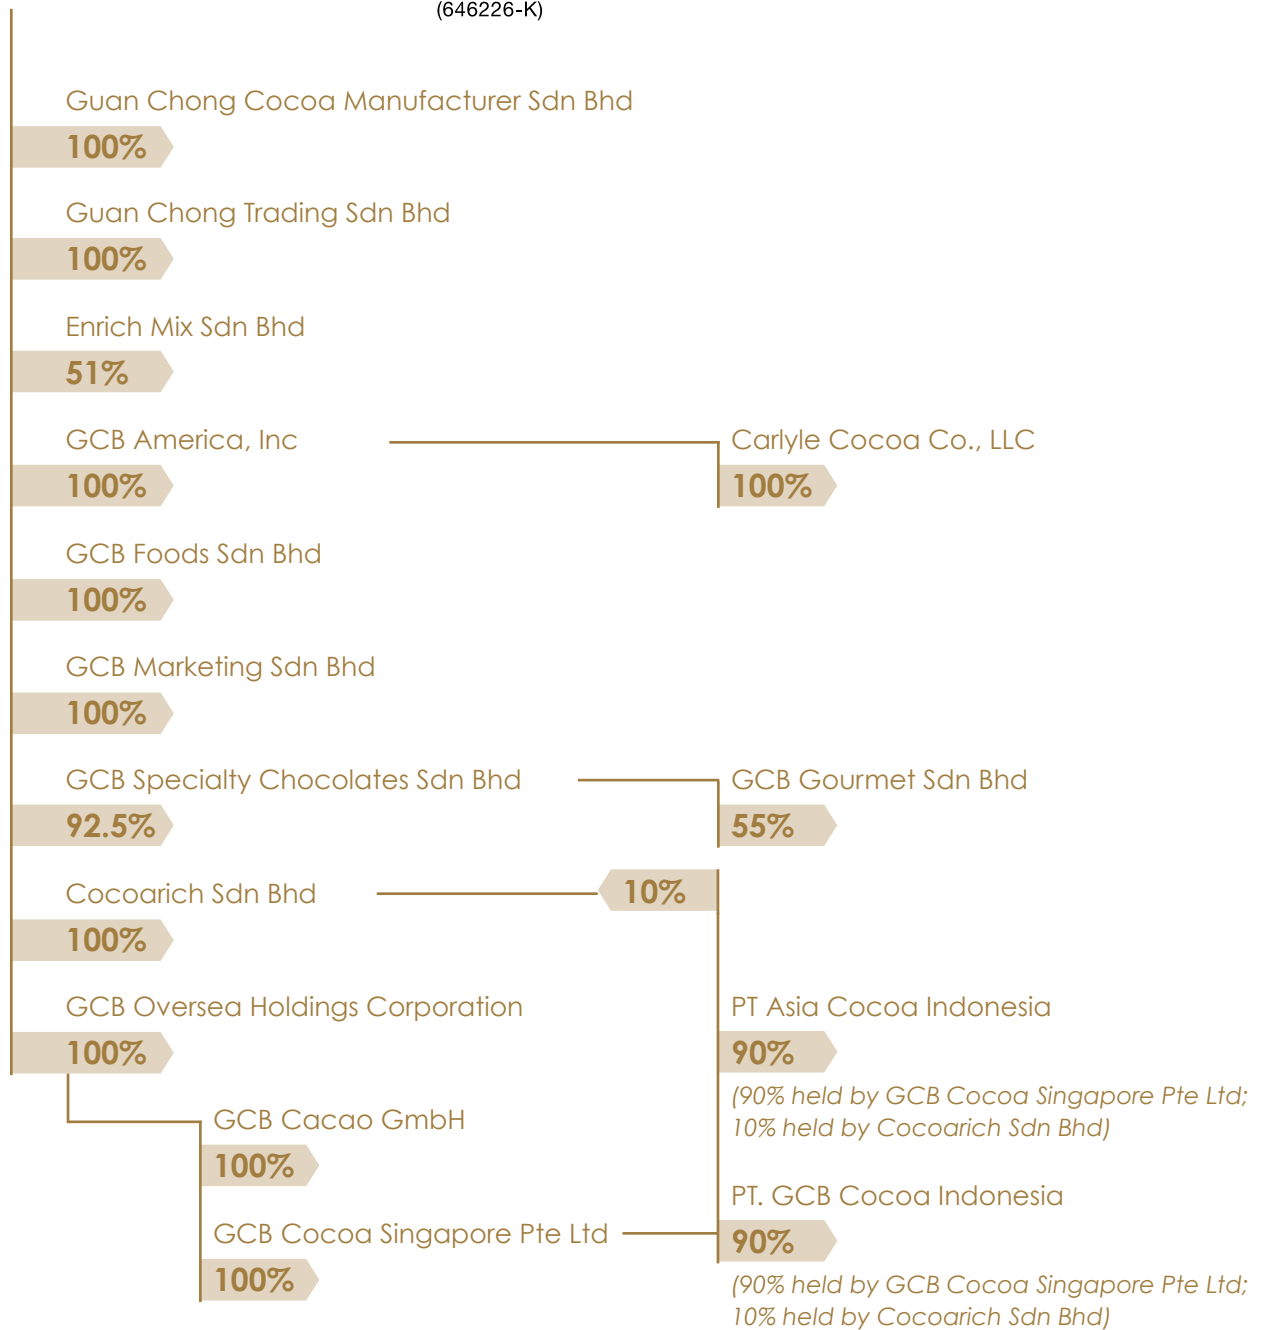 (646226-K)
Guan Chong Cocoa Manufacturer Sdn Bhd
100%
Guan Chong Trading Sdn Bhd
100%
Enrich Mix Sdn Bhd
51%
GCB America, Inc
100%
Carlyle Cocoa Co., LLC
100%
GCB Foods Sdn Bhd
100%
GCB Marketing Sdn Bhd
100%
GCB Specialty Chocolates Sdn Bhd
92.5%
GCB Gourmet Sdn Bhd
55%
Cocoarich Sdn Bhd
100%
10%
GCB Oversea Holdings Corporation
100%
PT Asia Cocoa Indonesia
90%
(90% held by GCB Cocoa Singapore Pte Ltd;
10% held by Cocoarich Sdn Bhd)
GCB Cacao GmbH
100%
GCB Cocoa Singapore Pte Ltd
100%
PT. GCB Cocoa Indonesia
90%
(90% held by GCB Cocoa Singapore Pte Ltd;
10% held by Cocoarich Sdn Bhd)